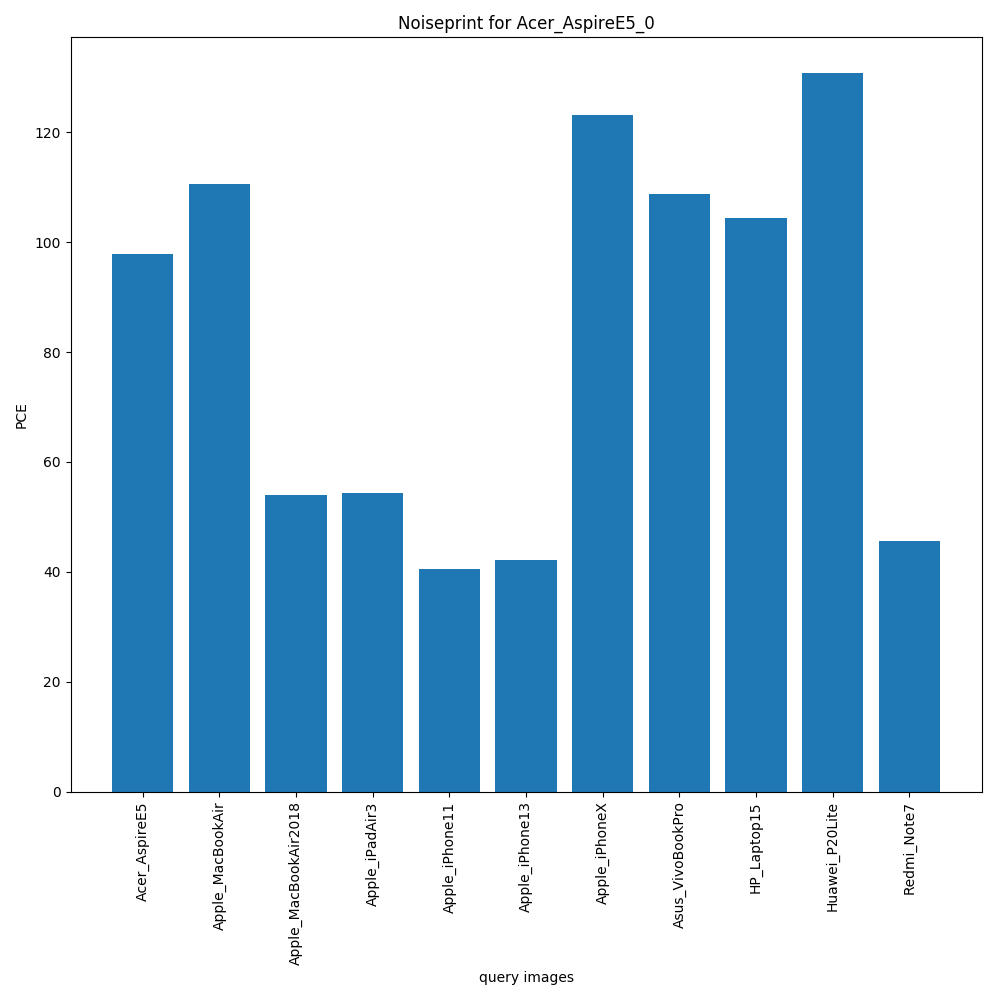 Noiseprint for Acer_AspireE5_0
PCE
120
100
80
60
40
20
0
Acer_AspireE5
Apple_MacBookAir
Apple_MacBookAir2018
Apple_iPadAir3
Apple_iPhone11
Apple_iPhone13
Apple_iPhoneX
Asus_VivoBookPro
HP_Laptop15
Huawei_P20Lite
Redmi_Note7
query images